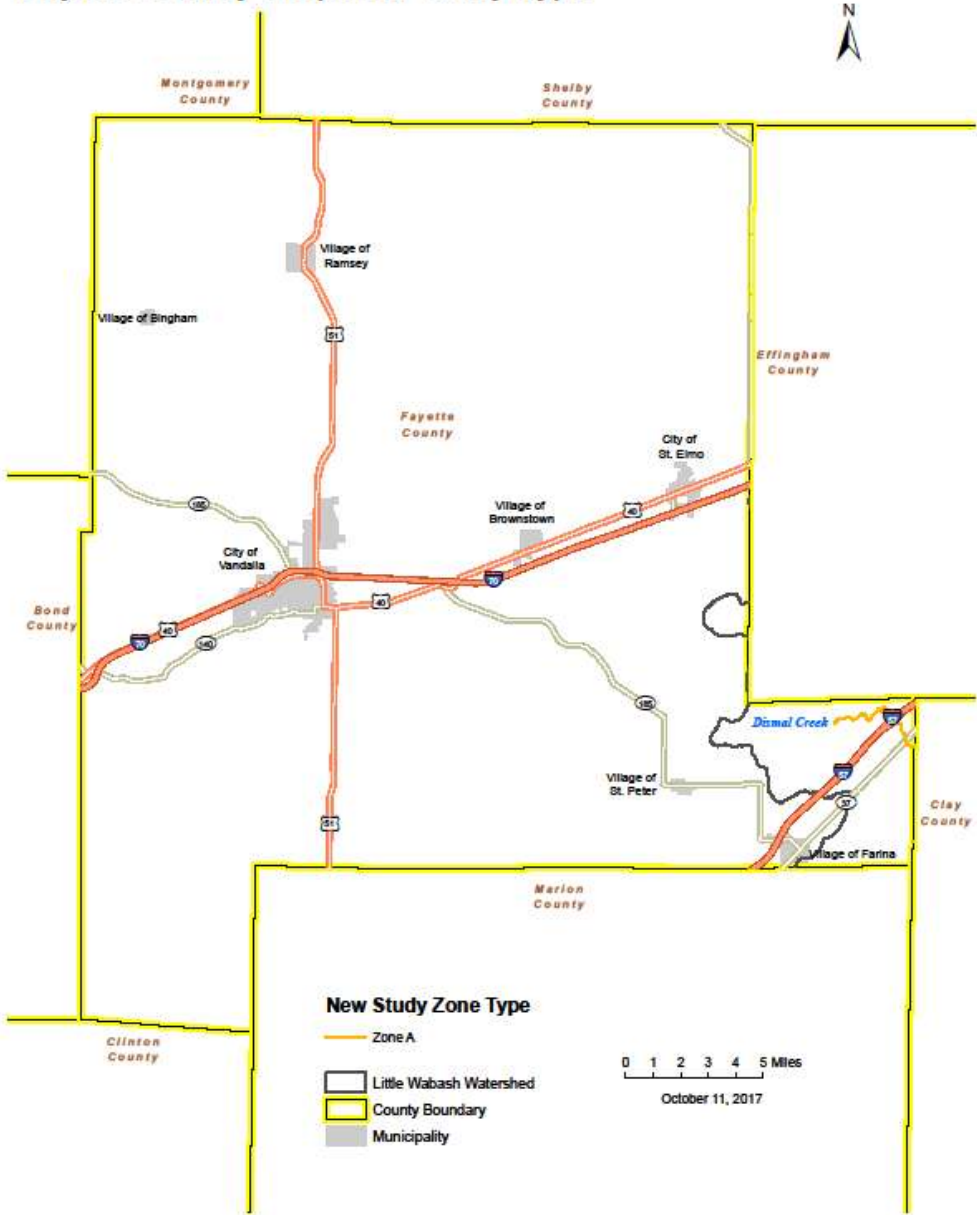 N
Montgomery
County
Shelby
County
Village of
Ramsey
Village of Bingham
51
Effingham
County
Fayette
County
City of
St. Elmo
185
Village of
Brownstown
40
City of
Vandalia
70
40
Bond
County
70
40
140
185
Dismal Creek
57
57
Village of
St. Peter
37
Clay
County
51
Village of Farina
Marion
County
New Study Zone Type
Zone A
Clinton
County
0 1 2 3 4 5 Miles
Little Wabash Watershed
October 11, 2017
County Boundary
Municipality